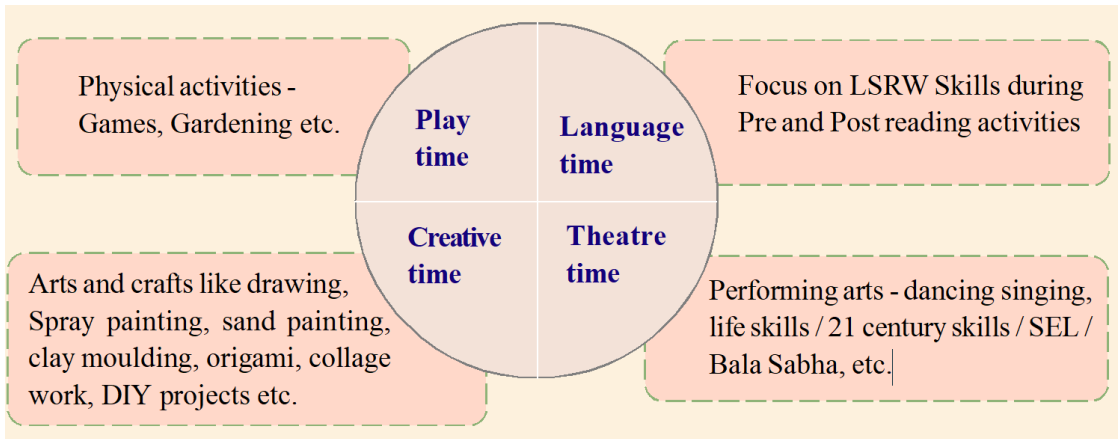 Physical activities -
Games, Gardening etc.
Play
time
Language
time
Focus on LSRW Skills during
Pre and Post reading activities
Creative
time
Theatre
time
Arts and crafts like drawing,
Spray painting, sand painting,
clay moulding, origami, collage
work, DIY projects etc.
Performing arts - dancing singing,
life skills / 21 century skills / SEL /
Bala Sabha, etc.